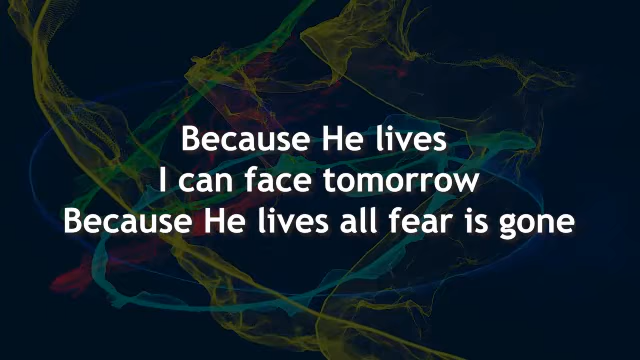 Because He lives
I can face tomorrow
Because He lives all fear is gone